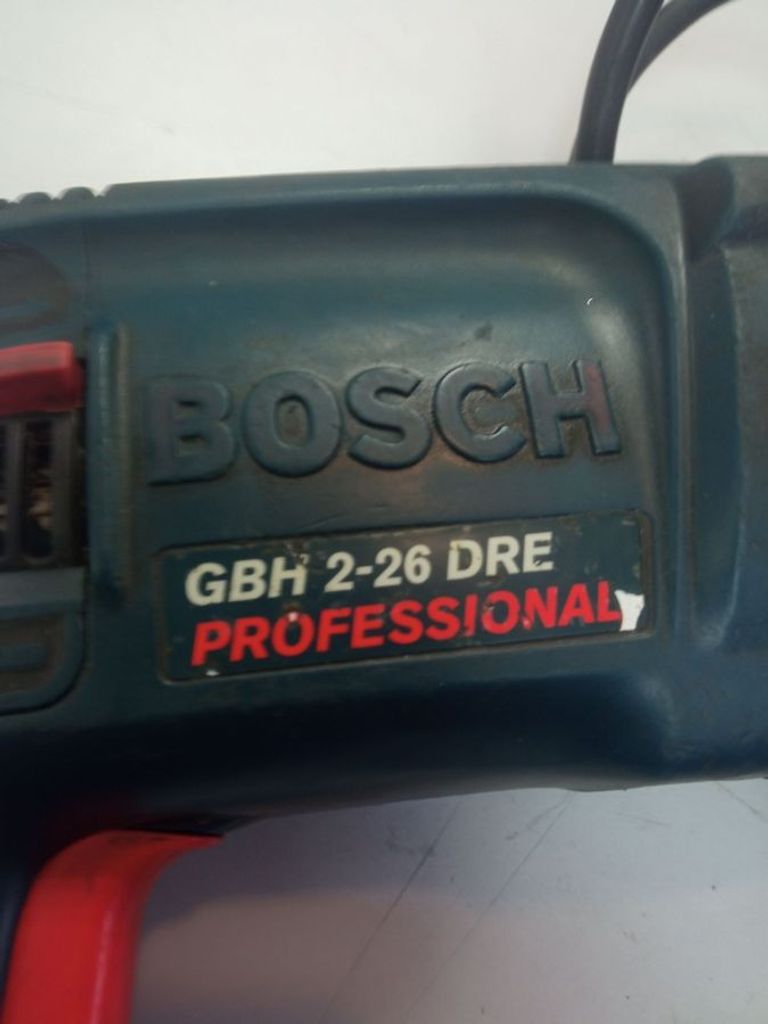 BOSCH
GBH 2-26 DRE
PROFESSIONAL